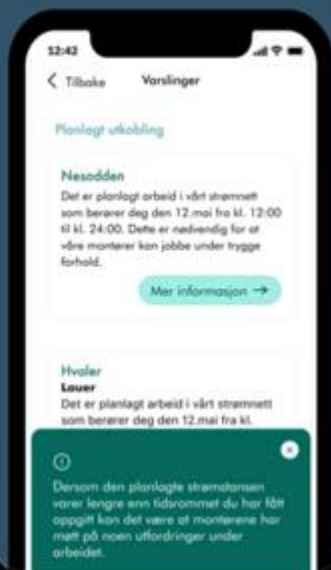 12:42
Tilbake Varslinger
Planlagt utkobling
Nesodden
Det er planlagt arbeid i vårt strømnett
som berører deg den 12.mai fra kl. 12:00
til kl. 24:00. Dette er nødvendig for at
våre montører kan jobbe under trygge
forhold.
Mer informasjon →
Hvaler
Lauer
Det er planlagt arbeid i vårt strømnett
som berører deg den 12.mai fra kl.
Dersom den planlagte strømstansen
varer lengre enn tidsrommet du har fått
oppgitt kan det være at montørene har
møtt på noen utfordringer under
arbeidet.